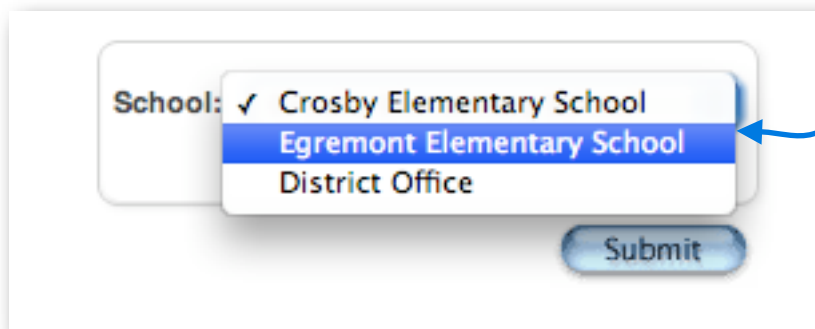 School: ✓ Crosby Elementary School
Egremont Elementary School
District Office
Submit